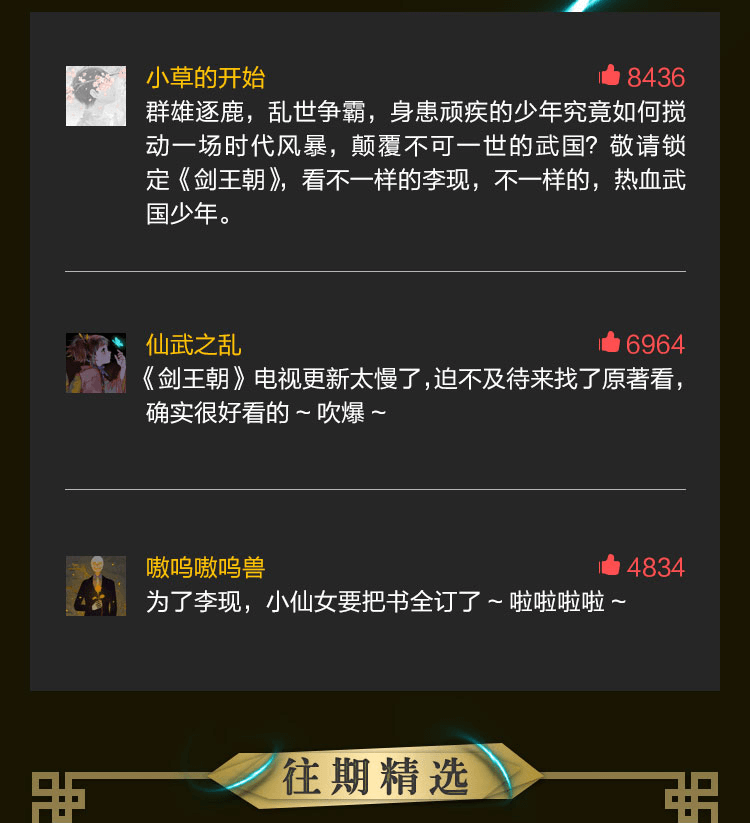 小草的开始 8436
群雄逐鹿，乱世争霸，身患顽疾的少年究竟如何搅
动一场时代风暴，颠覆不可一世的武国？敬请锁
定《剑王朝》，看不一样的李现，不一样的，热血武
国少年。
仙武之乱 6964
《剑王朝》电视更新太慢了,迫不及待来找了原著看，
确实很好看的～吹爆～
嗷呜嗷呜兽 4834
为了李现，小仙女要把书全订了～啦啦啦啦～
往期精选